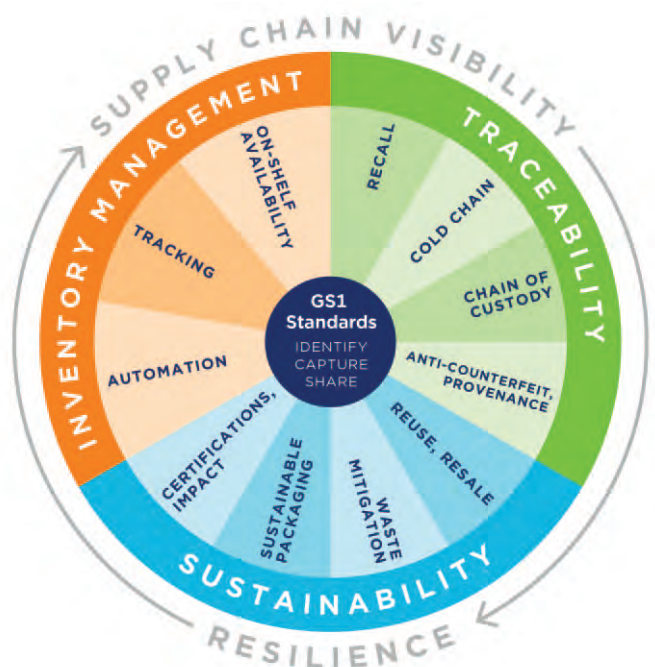 SUPPLY CHAIN VISIBILITY
INVENTORY MANAGEMENT
TRACEABILITY
ON-SHELF
AVAILABILITY
RECALL
COLD CHAIN
TRACKING
CHAIN OF
CUSTODY
GS1
Standards
IDENTIFY
CAPTURE
SHARE
AUTOMATION
ANTI-COUNTERFEIT,
PROVENANCE
CERTIFICATIONS,
IMPACT
SUSTAINABLE
PACKAGING
WASTE
MITIGATION
REUSE, RESALE
SUSTAINABILITY
RESILIENCE